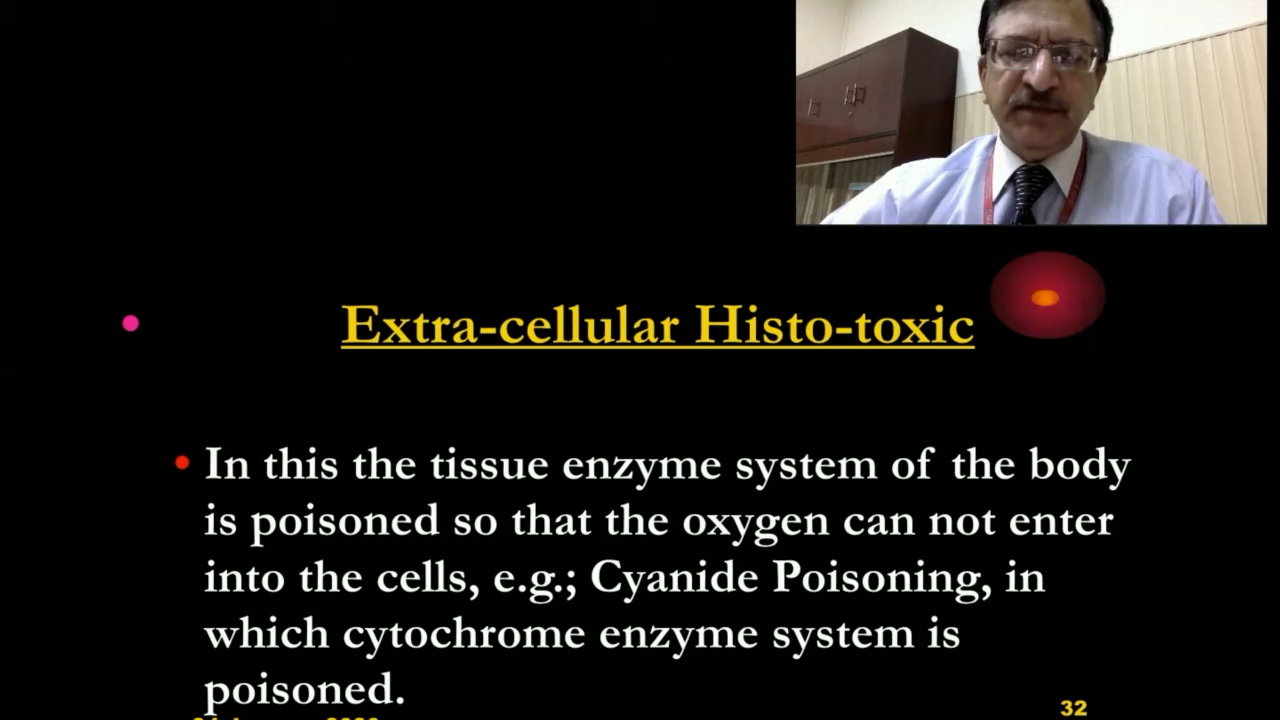 Extra-cellular Histo-toxic
In this the tissue enzyme system of the body
is poisoned so that the oxygen can not enter
into the cells, e.g.; Cyanide Poisoning, in
which cytochrome enzyme system is
poisoned.
32